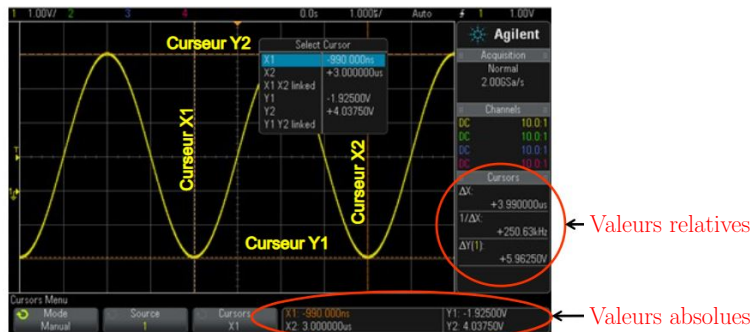 1 1.00V/ 2 3 4 0.0s 1.000%/ Auto 1 1.00V
Curseur Y2
Select Cursor
X1 -990.000ns
X2 +3.000000us
X1 X2 linked
Y1 -1.92500V
Y2 +4.03750V
Y1 Y2 linked
Curseur X1
Curseur X2
Curseur Y1
Agilent
Acquisition
Normal
2.00GSa/s
Channels
DC 10.0:1
DC 10.0:1
DC 10.0:1
DC 10.0:1
Cursors
ΔX:
+3.990000us
1/ΔX:
+250.63kHz
ΔY(1):
+5.96250V
Valeurs relatives
Cursors Menu
Mode
Manual
Source
1
Cursors
X1
X1: -990.000ns
X2: 3.000000us
Y1: -1.92500V
Y2: 4.03750V
Valeurs absolues